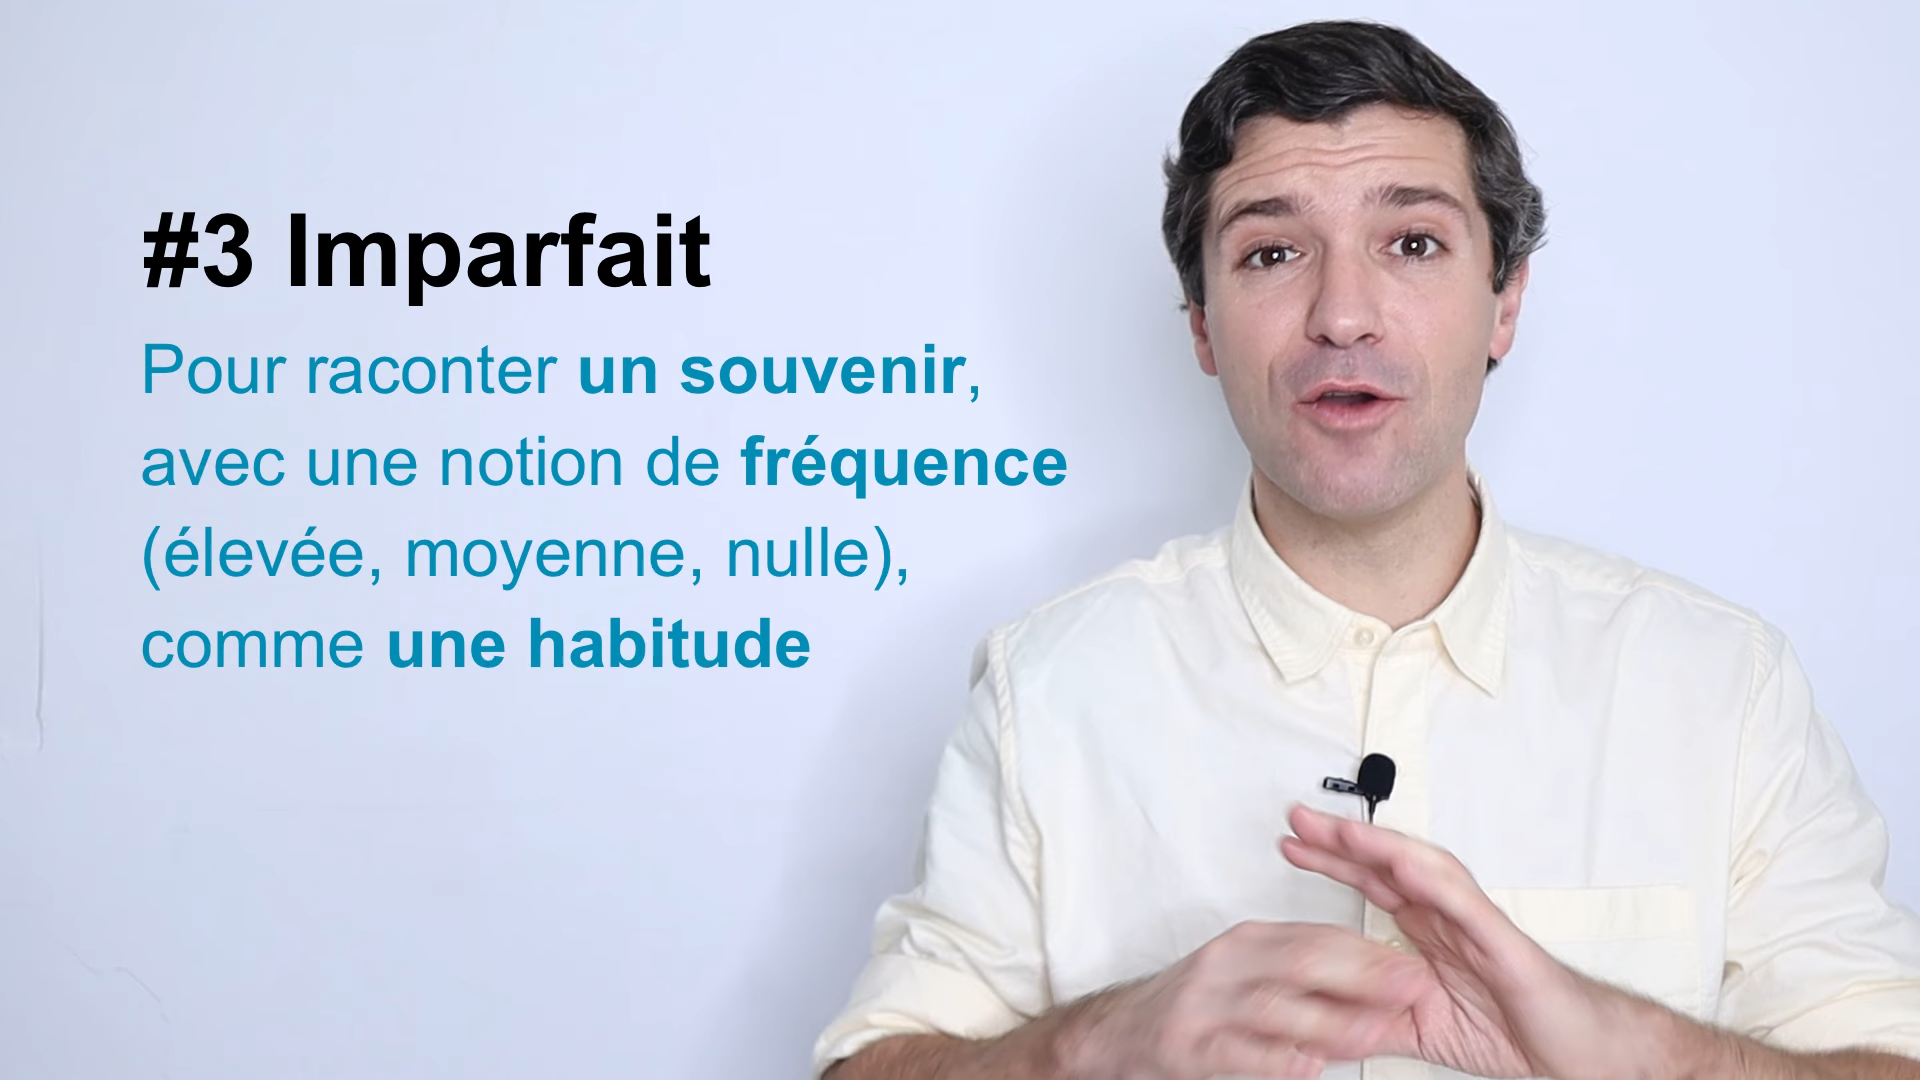 #3 Imparfait
Pour raconter un souvenir,
avec une notion de fréquence
(élevée, moyenne, nulle),
comme une habitude